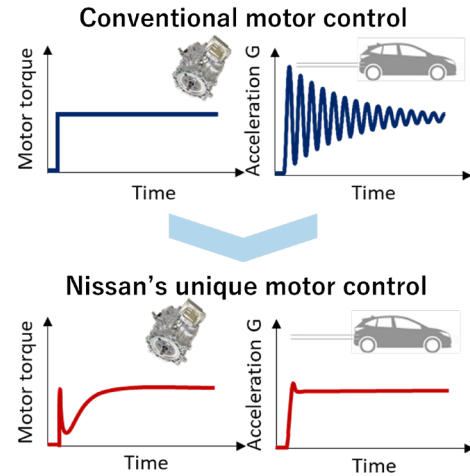 Conventional motor control
Motor torque
Time
Acceleration G
Time
Nissan's unique motor control
Motor torque
Time
Acceleration G
Time